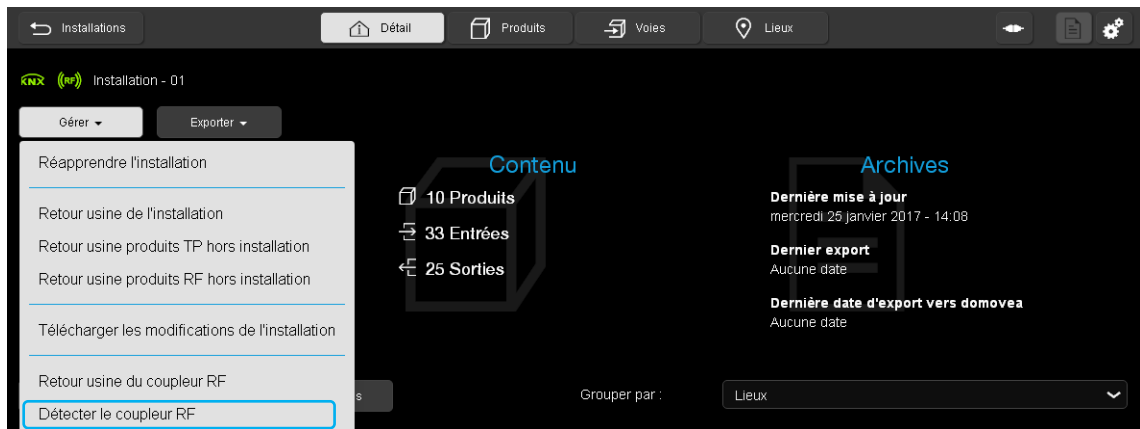 Installations
Détail
Produits
Voies
Lieux
KNX (RF) Installation - 01
Gérer
Exporter
Réapprendre l'installation
Retour usine de l'installation
Retour usine produits TP hors installation
Retour usine produits RF hors installation
Télécharger les modifications de l'installation
Retour usine du coupleur RF
Détecter le coupleur RF
Contenu
10 Produits
33 Entrées
25 Sorties
Archives
Dernière mise à jour
mercredi 25 janvier 2017 - 14:08
Dernier export
Aucune date
Dernière date d'export vers domovea
Aucune date
s
Grouper par :
Lieux